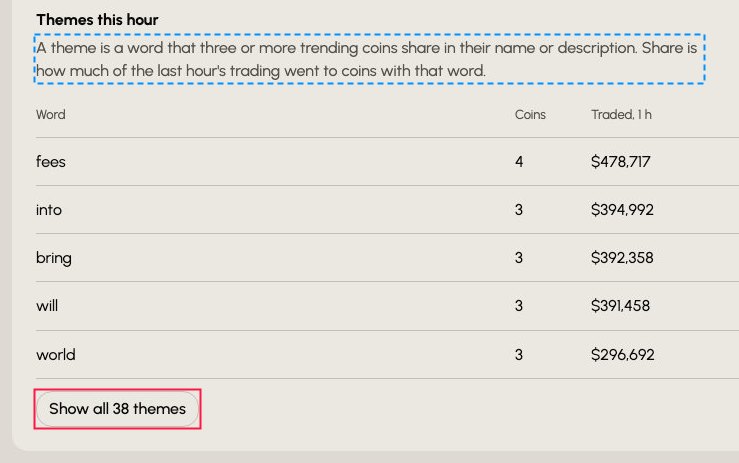 Themes this hour
A theme is a word that three or more trending coins share in their name or description. Share is
how much of the last hour's trading went to coins with that word.
Word Coins Traded, 1 h
fees 4 $478,717
into 3 $394,992
bring 3 $392,358
will 3 $391,458
world 3 $296,692
Show all 38 themes